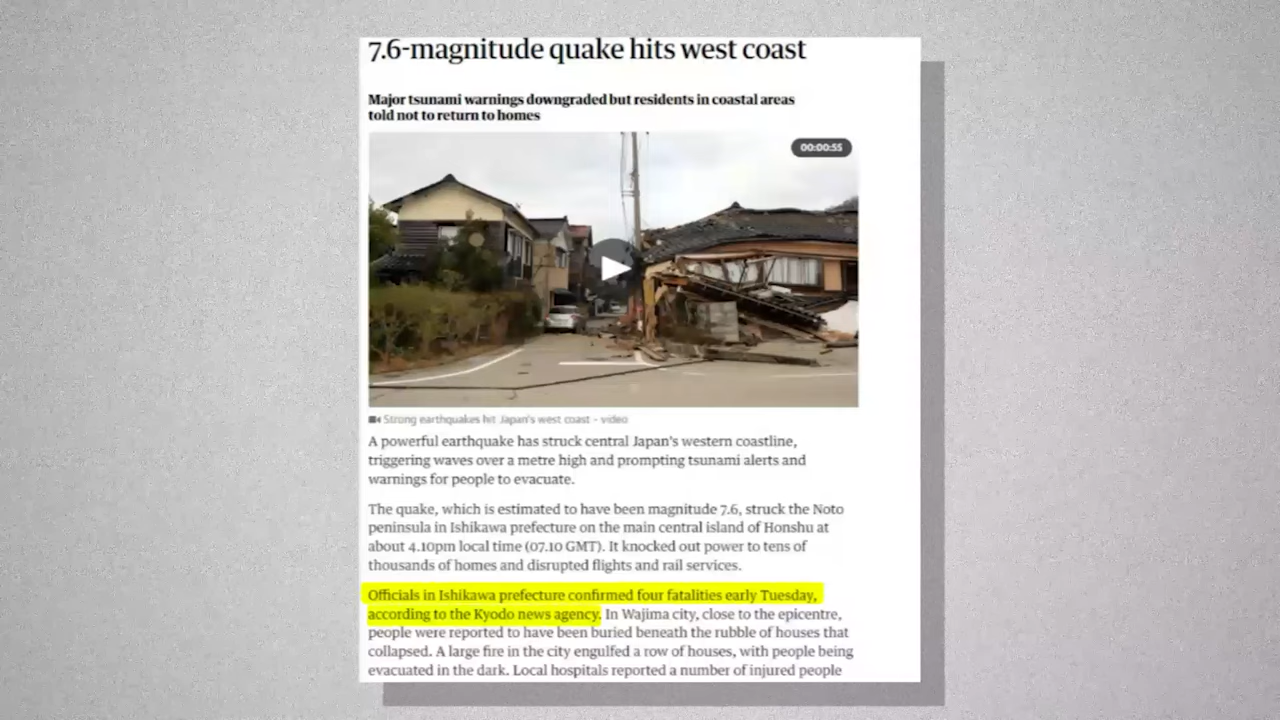 7.6-magnitude quake hits west coast
Major tsunami warnings downgraded but residents in coastal areas
told not to return to homes
00:00:55
Strong earthquakes hit Japan's west coast - video
A powerful earthquake has struck central Japan's western coastline,
triggering waves over a metre high and prompting tsunami alerts and
warnings for people to evacuate.
The quake, which is estimated to have been magnitude 7.6, struck the Noto
peninsula in Ishikawa prefecture on the main central island of Honshu at
about 4.10pm local time (07.10 GMT). It knocked out power to tens of
thousands of homes and disrupted flights and rail services.
Officials in Ishikawa prefecture confirmed four fatalities early Tuesday,
according to the Kyodo news agency. In Wajima city, close to the epicentre,
people were reported to have been buried beneath the rubble of houses that
collapsed. A large fire in the city engulfed a row of houses, with people being
evacuated in the dark. Local hospitals reported a number of injured people